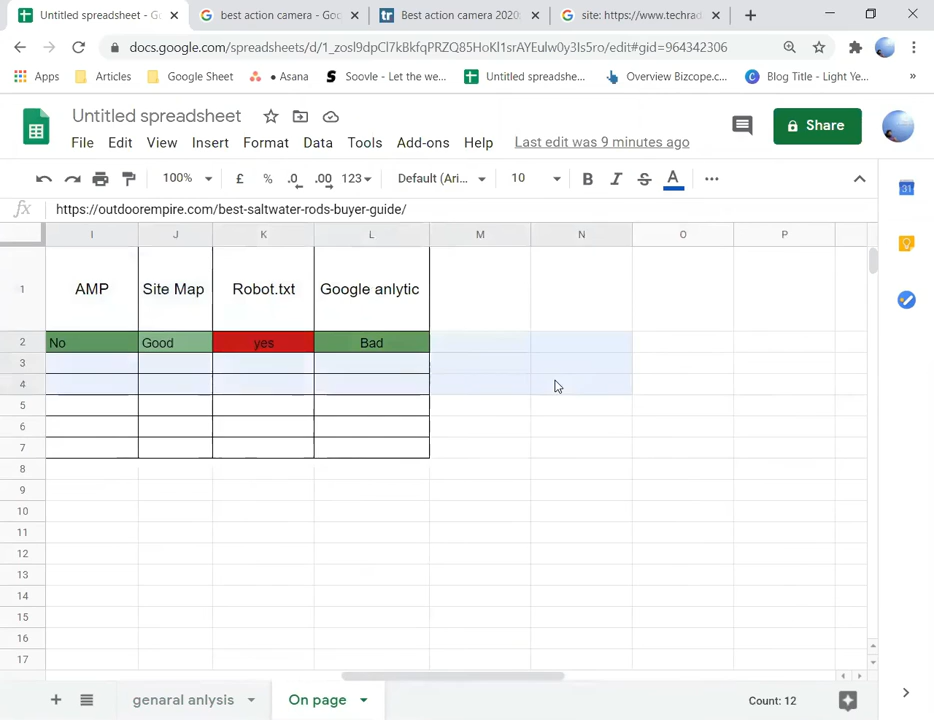 Untitled spreadsheet - G
best action camera - Goo
tr Best action camera 2020:
site: https://www.techrad
docs.google.com/spreadsheets/d/1_zosl9dpCl7kBkfqPRZQ85HoKl1srAYEulw0y3Is5ro/edit#gid=964342306
Apps
Articles
Google Sheet
Asana
S Soovle - Let the we...
Untitled spreadshe...
Overview Bizcope.c...
Blog Title - Light Ye...
»
Untitled spreadsheet
Share
File Edit View Insert Format Data Tools Add-ons Help Last edit was 9 minutes ago
100% £ % .0 .00 123 Default (Ari... 10 B I S A
fx https://outdoorempire.com/best-saltwater-rods-buyer-guide/
I J K L M N O P
1 AMP Site Map Robot.txt Google anlytic
2 No Good yes Bad
3
4
5
6
7
8
9
10
11
12
13
14
15
16
17
31
genaral anlysis On page Count: 12